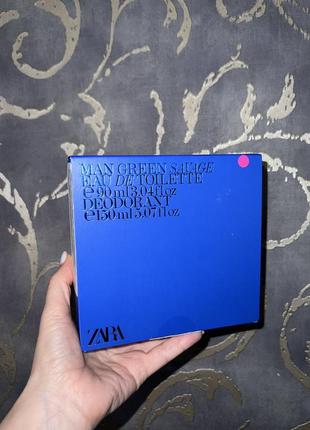 MAN GREEN SAVAGE
EAU DE TOILETTE
e 90 ml 3.04 fl oz
DEODORANT
e 150 ml 5.07 fl oz
ZARA